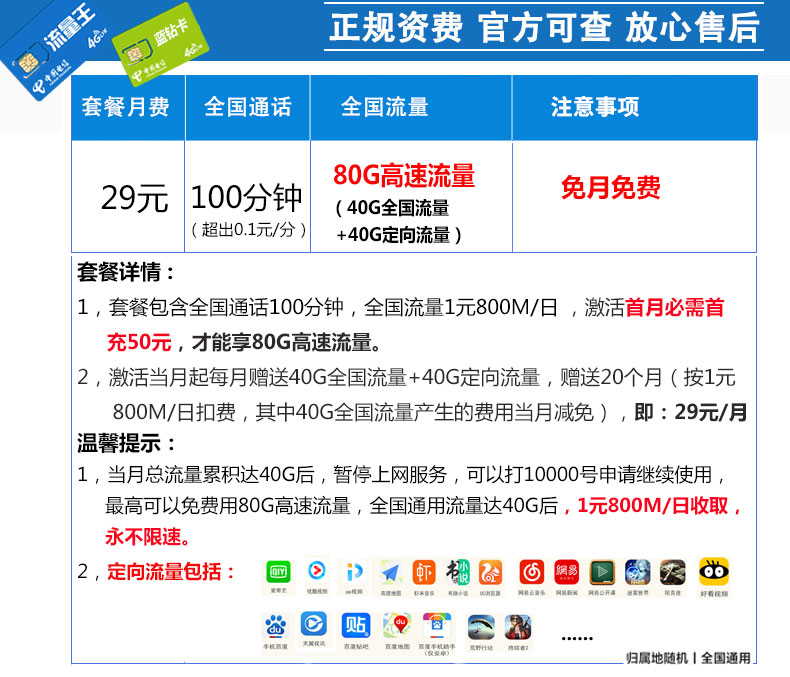 流量王
4G LTE
中国电信
蓝钻卡
4G LTE
中国电信
正规资费 官方可查 放心售后
套餐月费 全国通话 全国流量 注意事项
29元
100分钟
（超出0.1元/分）
80G高速流量
（40G全国流量
+40G定向流量）
免月免费
套餐详情：
1，套餐包含全国通话100分钟，全国流量1元800M/日 ，激活首月必需首
充50元，才能享80G高速流量。
2，激活当月起每月赠送40G全国流量+40G定向流量，赠送20个月（按1元
800M/日扣费，其中40G全国流量产生的费用当月减免），即：29元/月
温馨提示：
1，当月总流量累积达40G后，暂停上网服务，可以打10000号申请继续使用，
最高可以免费用80G高速流量，全国通用流量达40G后，1元800M/日收取，
永不限速。
2，定向流量包括：
爱奇艺 优酷视频 pp视频 高德地图 虾米音乐 书旗小说 UC浏览器 网易云音乐 网易新闻 网易公开课 迷雾世界 坦克连 好看视频
手机百度 天翼视讯 百度贴吧 百度地图 百度手机助手 荒野行动 终结者2
（仅安卓）
......
归属地随机丨全国通用